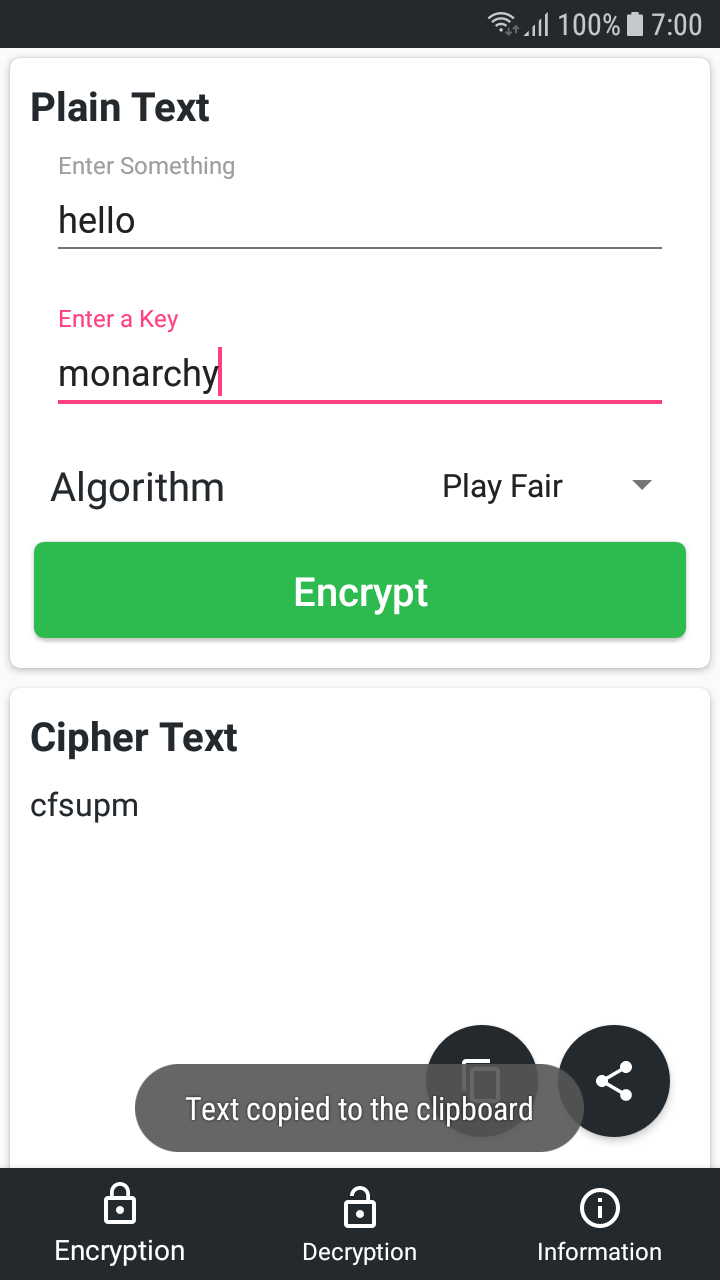 100% 7:00
Plain Text
Enter Something
hello
Enter a Key
monarchy
Algorithm Play Fair
Encrypt
Cipher Text
cfsupm
Text copied to the clipboard
Encryption Decryption Information